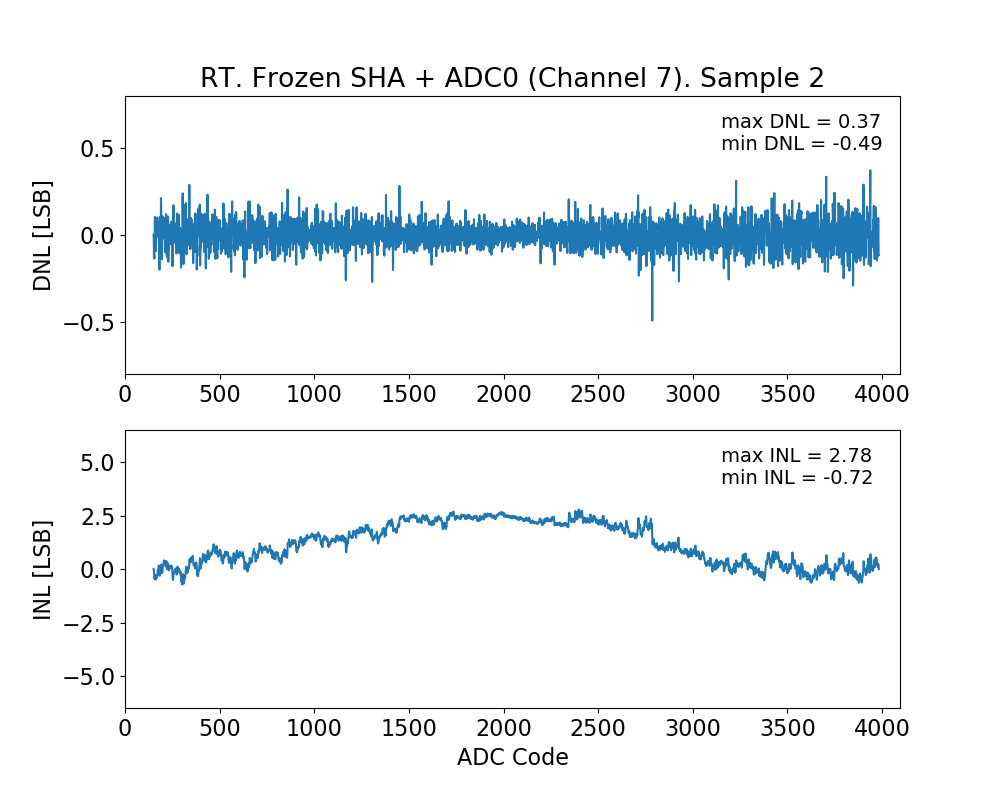 RT. Frozen SHA + ADC0 (Channel 7). Sample 2
max DNL = 0.37
min DNL = -0.49
DNL [LSB]
0.5
0.0
−0.5
0 500 1000 1500 2000 2500 3000 3500 4000
max INL = 2.78
min INL = -0.72
INL [LSB]
5.0
2.5
0.0
−2.5
−5.0
0 500 1000 1500 2000 2500 3000 3500 4000
ADC Code